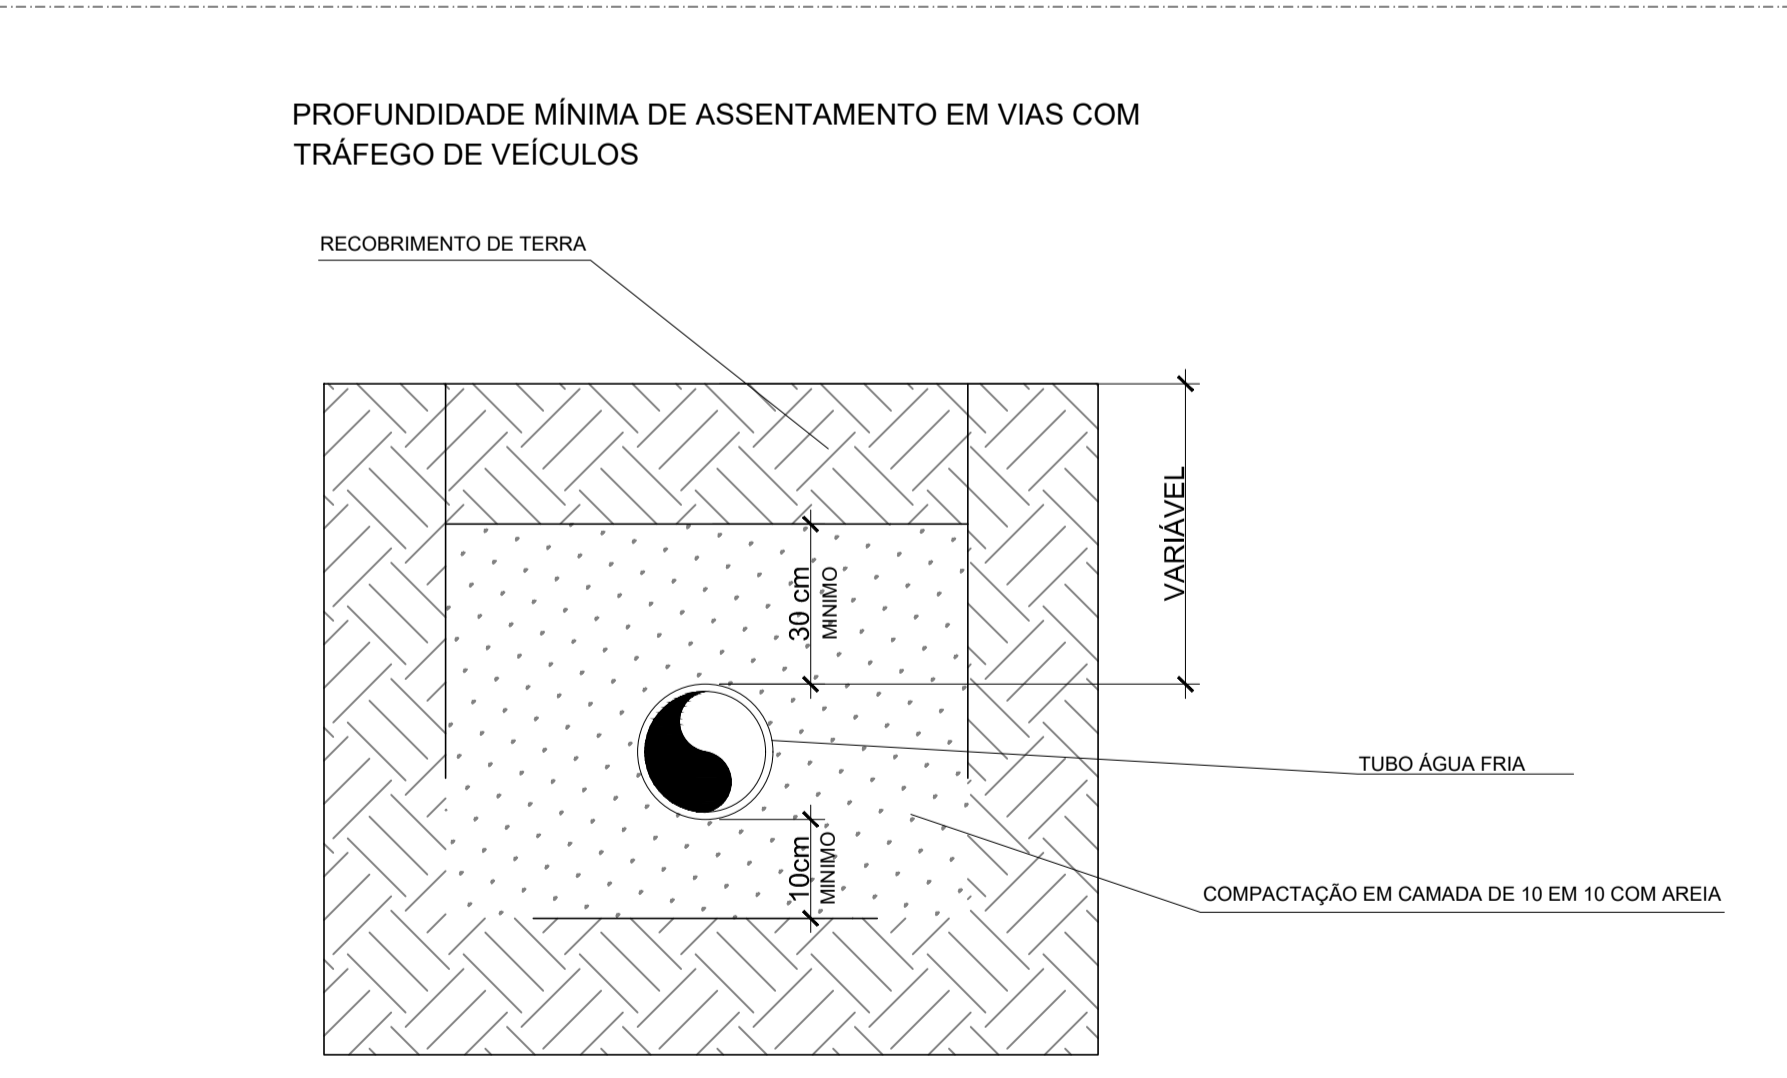 PROFUNDIDADE MÍNIMA DE ASSENTAMENTO EM VIAS COM
TRÁFEGO DE VEÍCULOS
RECOBRIMENTO DE TERRA
VARIÁVEL
30 cm
MINIMO
TUBO ÁGUA FRIA
10cm
MINIMO
COMPACTAÇÃO EM CAMADA DE 10 EM 10 COM AREIA